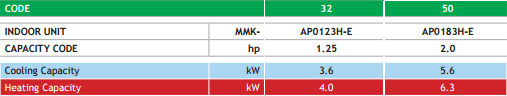 CODE 32 50
INDOOR UNIT MMK- AP0123H-E AP0183H-E
CAPACITY CODE hp 1.25 2.0
Cooling Capacity kW 3.6 5.6
Heating Capacity kW 4.0 6.3